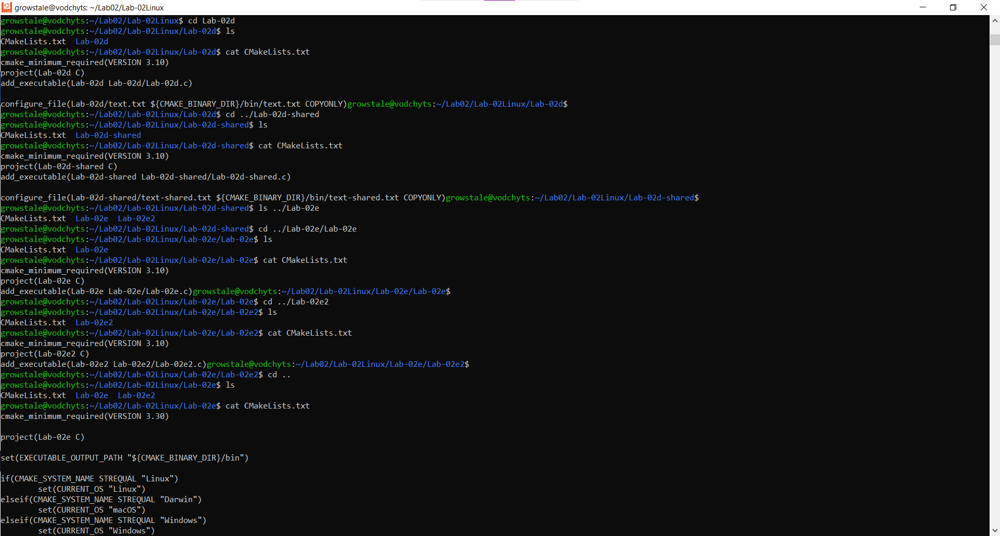 growstale@vodchyts: ~/Lab02/Lab-02Linux
growstale@vodchyts:~/Lab02/Lab-02Linux$ cd Lab-02d
growstale@vodchyts:~/Lab02/Lab-02Linux/Lab-02d$ ls
CMakeLists.txt  Lab-02d
growstale@vodchyts:~/Lab02/Lab-02Linux/Lab-02d$ cat CMakeLists.txt
cmake_minimum_required(VERSION 3.10)
project(Lab-02d C)
add_executable(Lab-02d Lab-02d/Lab-02d.c)

configure_file(Lab-02d/text.txt ${CMAKE_BINARY_DIR}/bin/text.txt COPYONLY)growstale@vodchyts:~/Lab02/Lab-02Linux/Lab-02d$
growstale@vodchyts:~/Lab02/Lab-02Linux/Lab-02d$ cd ../Lab-02d-shared
growstale@vodchyts:~/Lab02/Lab-02Linux/Lab-02d-shared$ ls
CMakeLists.txt  Lab-02d-shared
growstale@vodchyts:~/Lab02/Lab-02Linux/Lab-02d-shared$ cat CMakeLists.txt
cmake_minimum_required(VERSION 3.10)
project(Lab-02d-shared C)
add_executable(Lab-02d-shared Lab-02d-shared/Lab-02d-shared.c)

configure_file(Lab-02d-shared/text-shared.txt ${CMAKE_BINARY_DIR}/bin/text-shared.txt COPYONLY)growstale@vodchyts:~/Lab02/Lab-02Linux/Lab-02d-shared$
growstale@vodchyts:~/Lab02/Lab-02Linux/Lab-02d-shared$ ls ../Lab-02e
CMakeLists.txt  Lab-02e  Lab-02e2
growstale@vodchyts:~/Lab02/Lab-02Linux/Lab-02d-shared$ cd ../Lab-02e/Lab-02e
growstale@vodchyts:~/Lab02/Lab-02Linux/Lab-02e/Lab-02e$ ls
CMakeLists.txt  Lab-02e
growstale@vodchyts:~/Lab02/Lab-02Linux/Lab-02e/Lab-02e$ cat CMakeLists.txt
cmake_minimum_required(VERSION 3.10)
project(Lab-02e C)
add_executable(Lab-02e Lab-02e/Lab-02e.c)growstale@vodchyts:~/Lab02/Lab-02Linux/Lab-02e/Lab-02e$
growstale@vodchyts:~/Lab02/Lab-02Linux/Lab-02e/Lab-02e$ cd ../Lab-02e2
growstale@vodchyts:~/Lab02/Lab-02Linux/Lab-02e/Lab-02e2$ ls
CMakeLists.txt  Lab-02e2
growstale@vodchyts:~/Lab02/Lab-02Linux/Lab-02e/Lab-02e2$ cat CMakeLists.txt
cmake_minimum_required(VERSION 3.10)
project(Lab-02e2 C)
add_executable(Lab-02e2 Lab-02e2/Lab-02e2.c)growstale@vodchyts:~/Lab02/Lab-02Linux/Lab-02e/Lab-02e2$
growstale@vodchyts:~/Lab02/Lab-02Linux/Lab-02e/Lab-02e2$ cd ..
growstale@vodchyts:~/Lab02/Lab-02Linux/Lab-02e$ ls
CMakeLists.txt  Lab-02e  Lab-02e2
growstale@vodchyts:~/Lab02/Lab-02Linux/Lab-02e$ cat CMakeLists.txt
cmake_minimum_required(VERSION 3.30)

project(Lab-02e C)

set(EXECUTABLE_OUTPUT_PATH "${CMAKE_BINARY_DIR}/bin")

if(CMAKE_SYSTEM_NAME STREQUAL "Linux")
        set(CURRENT_OS "Linux")
elseif(CMAKE_SYSTEM_NAME STREQUAL "Darwin")
        set(CURRENT_OS "macOS")
elseif(CMAKE_SYSTEM_NAME STREQUAL "Windows")
        set(CURRENT_OS "Windows")